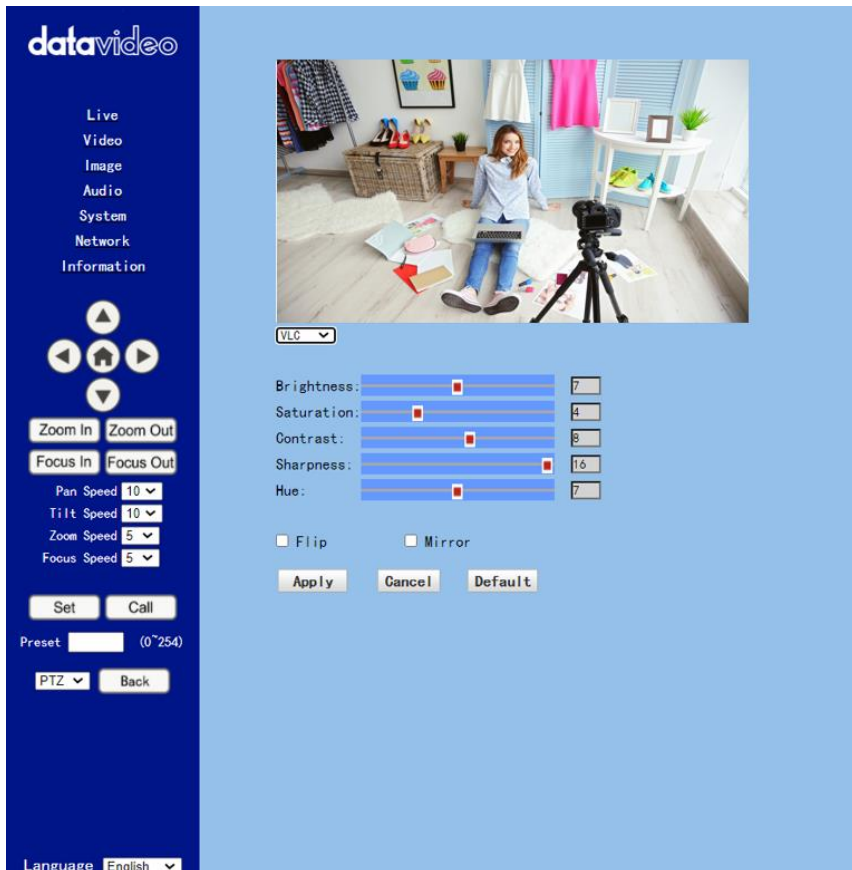 datavideo
Live
Video
Image
Audio
System
Network
Information
Zoom In Zoom Out
Focus In Focus Out
Pan Speed 10
Tilt Speed 10
Zoom Speed 5
Focus Speed 5
Set Call
Preset (0~254)
PTZ Back
Language English
VLC
Brightness: 7
Saturation: 4
Contrast: 8
Sharpness: 16
Hue: 7
Flip Mirror
Apply Cancel Default